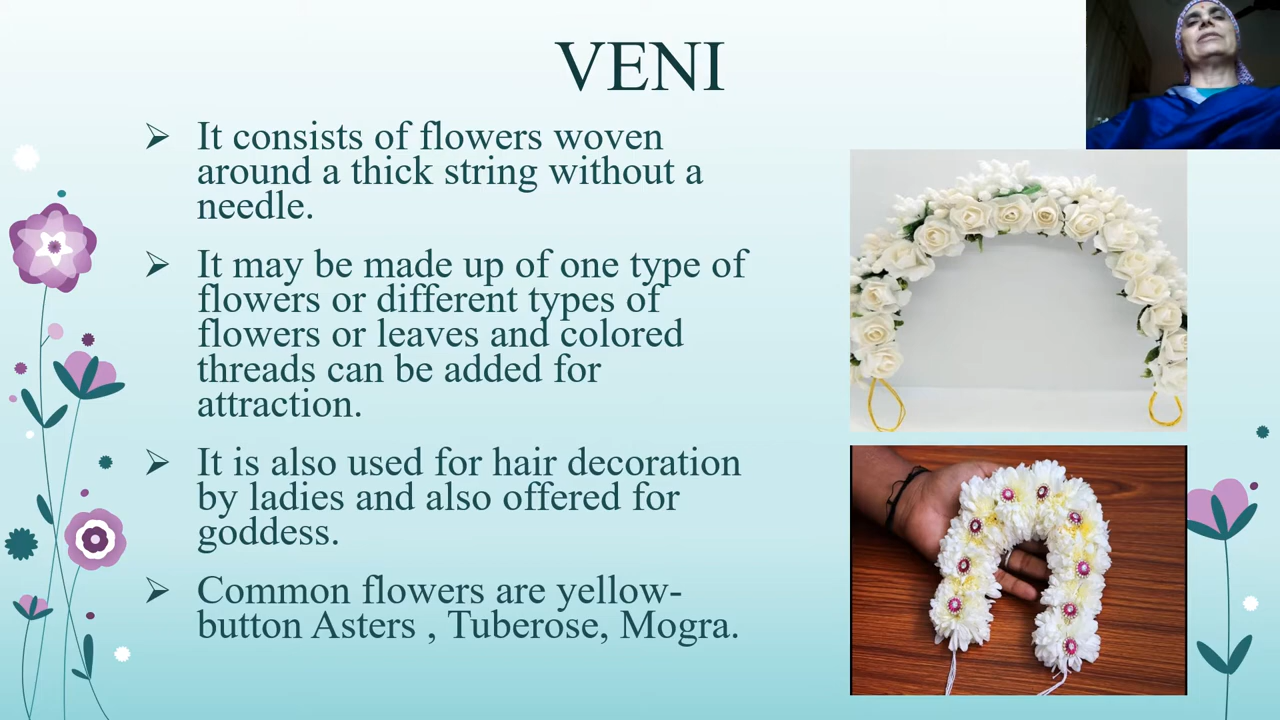 VENI
It consists of flowers woven
around a thick string without a
needle.
It may be made up of one type of
flowers or different types of
flowers or leaves and colored
threads can be added for
attraction.
It is also used for hair decoration
by ladies and also offered for
goddess.
Common flowers are yellow-
button Asters , Tuberose, Mogra.